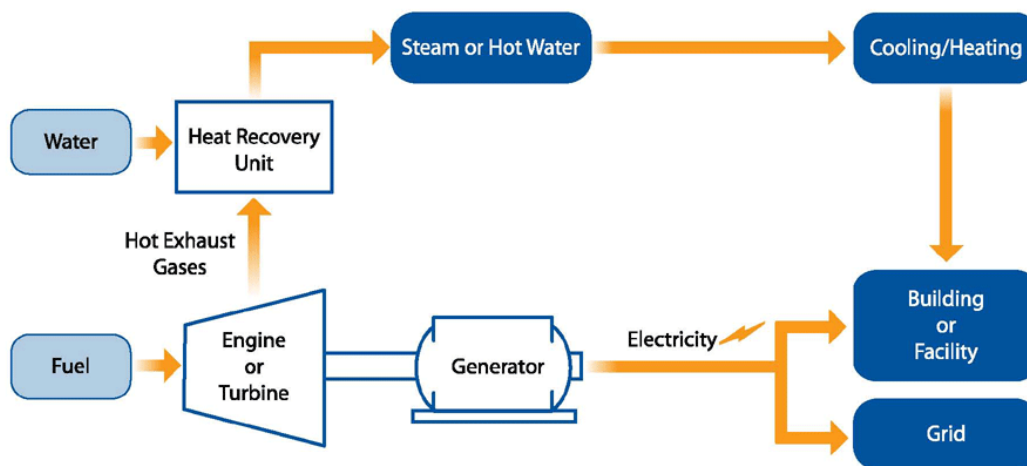 Steam or Hot Water
Cooling/Heating
Water
Heat Recovery
Unit
Hot Exhaust
Gases
Building
or
Facility
Fuel
Engine
or
Turbine
Generator
Electricity
Grid